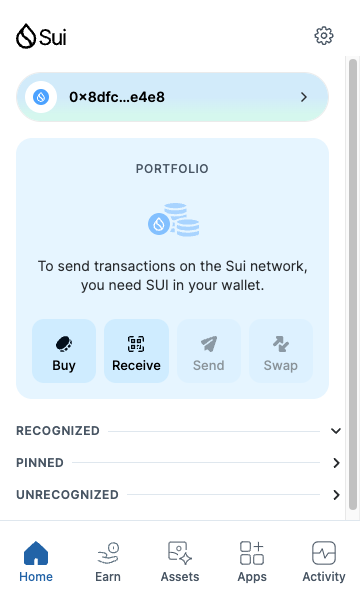 Sui
0×8dfc…e4e8
PORTFOLIO
To send transactions on the Sui network,
you need SUI in your wallet.
Buy
Receive
Send
Swap
RECOGNIZED
PINNED
UNRECOGNIZED
Home
Earn
Assets
Apps
Activity